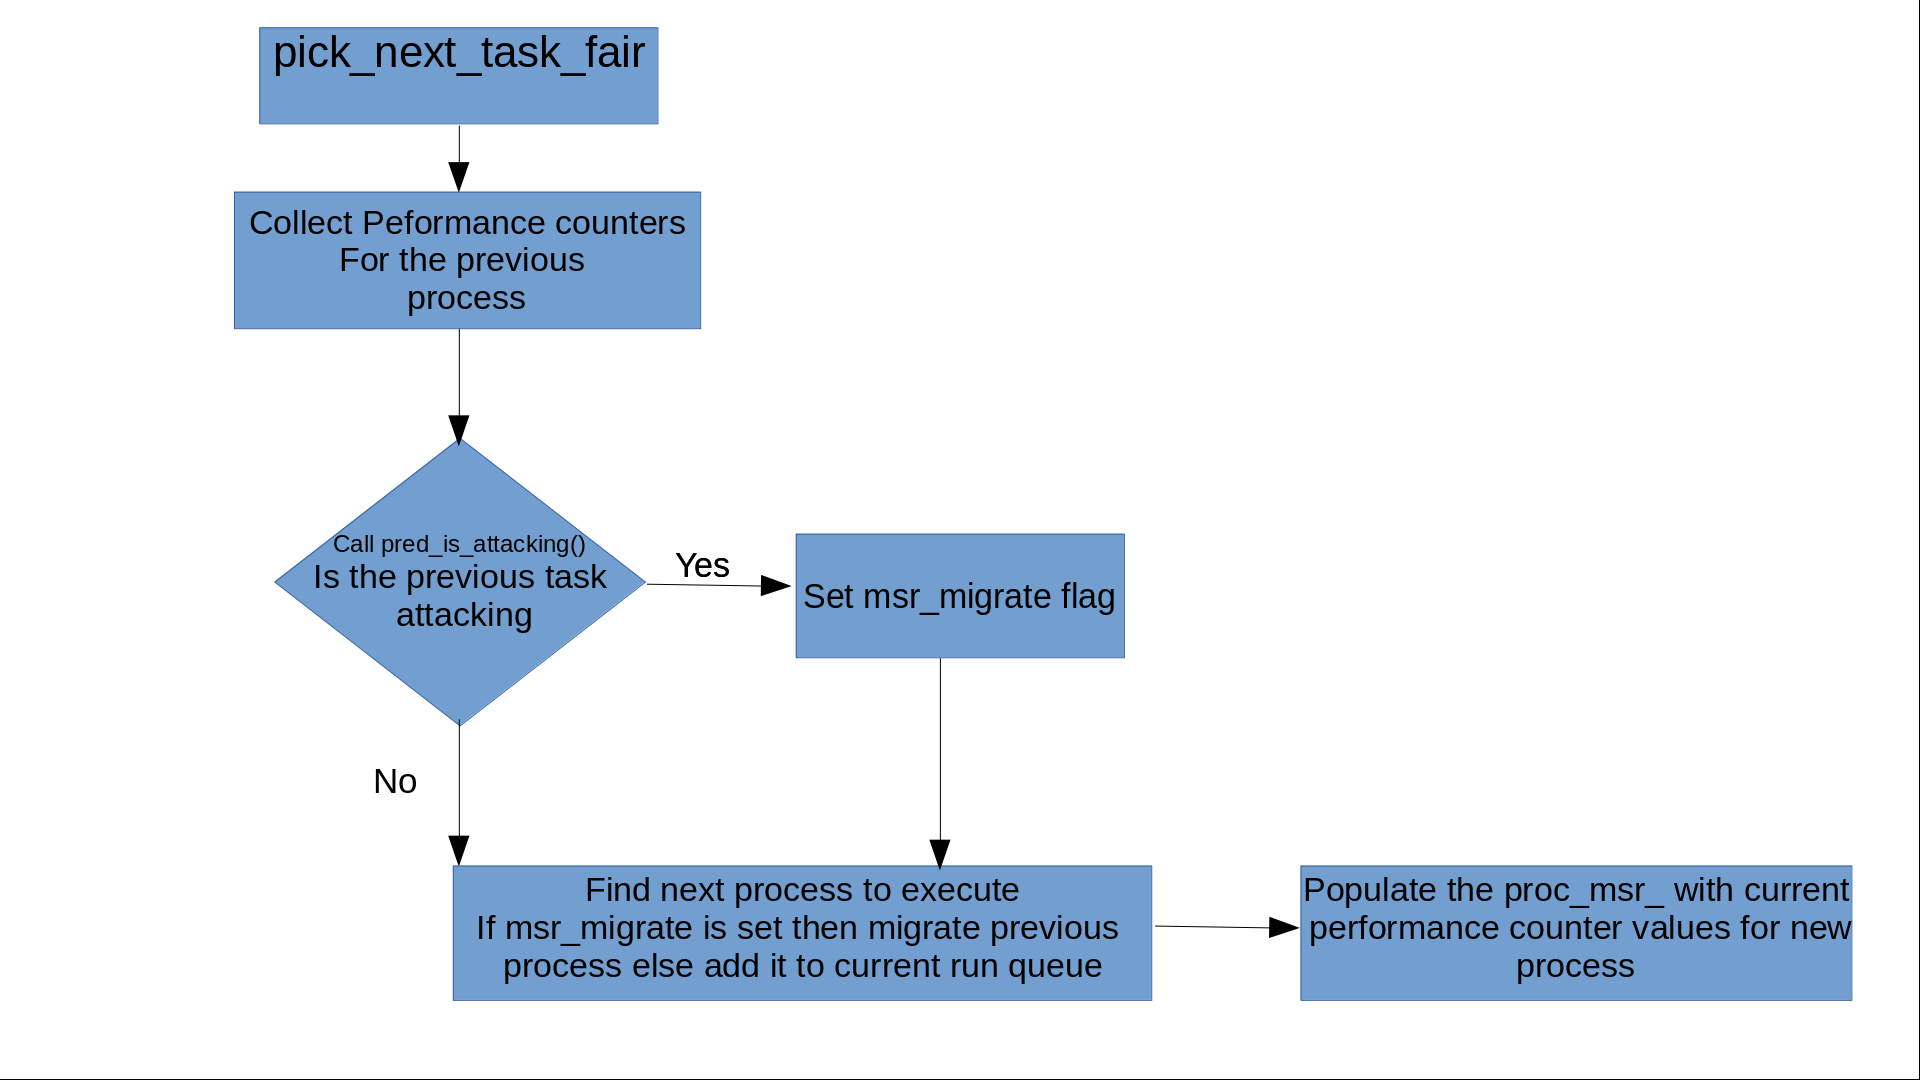 pick_next_task_fair
Collect Peformance counters
For the previous
process
Call pred_is_attacking()
Is the previous task
attacking
Yes
Set msr_migrate flag
No
Find next process to execute
If msr_migrate is set then migrate previous
process else add it to current run queue
Populate the proc_msr_ with current
performance counter values for new
process